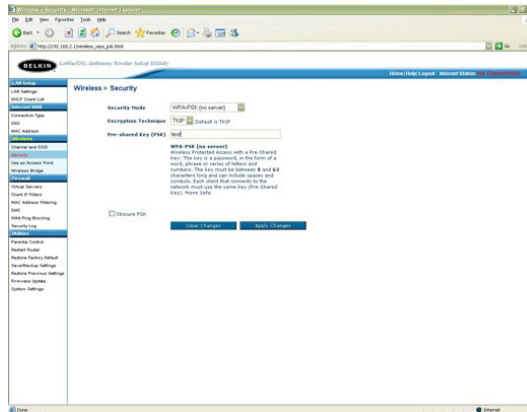 Wireless > Security - Microsoft Internet Explorer
File Edit View Favorites Tools Help
Back Search Favorites
Address http://192.168.2.1/wireless_wpa_psk.html Go
BELKIN Cable/DSL Gateway Router Setup Utility
Home|Help|Logout Internet Status:
LAN Setup
LAN Settings
DHCP Client List
Internet WAN
Connection Type
DNS
MAC Address
Wireless
Channel and SSID
Security
Use as Access Point
Wireless Bridge
Firewall
Virtual Servers
Client IP Filters
MAC Address Filtering
DMZ
WAN Ping Blocking
Security Log
Utilities
Parental Control
Restart Router
Restore Factory Default
Save/Backup Settings
Restore Previous Settings
Firmware Update
System Settings
Wireless > Security
Security Mode WPA-PSK (no server)
Encryption Technique TKIP Default is TKIP
Pre-shared Key (PSK) test
WPA-PSK (no server)
Wireless Protected Access with a Pre-Shared
Key: The key is a password, in the form of a
word, phrase or series of letters and
numbers. The key must be between 8 and 63
characters long and can include spaces and
symbols. Each client that connects to the
network must use the same key (Pre-Shared
Key). More Info
Obscure PSK
Clear Changes Apply Changes
Done Internet